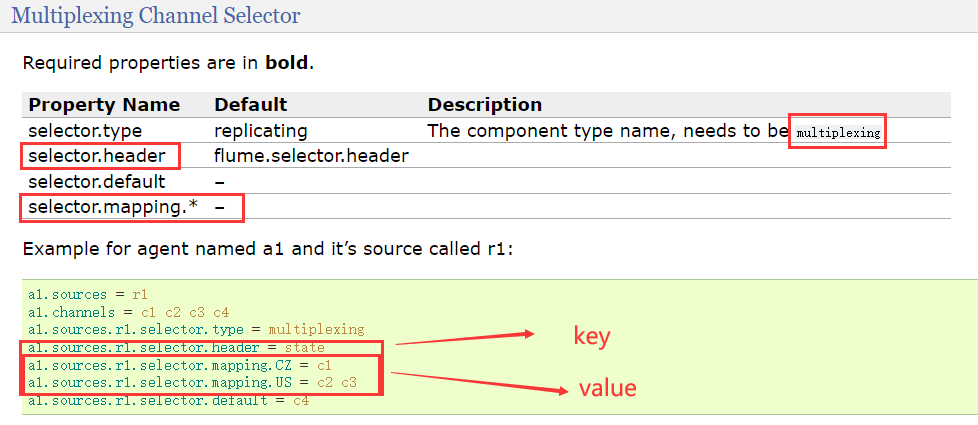 Multiplexing Channel Selector
Required properties are in bold.
Property Name Default Description
selector.type replicating The component type name, needs to be multiplexing
selector.header flume.selector.header
selector.default –
selector.mapping.* –
Example for agent named a1 and it’s source called r1:
a1.sources = r1
a1.channels = c1 c2 c3 c4
a1.sources.r1.selector.type = multiplexing
a1.sources.r1.selector.header = state
key
a1.sources.r1.selector.mapping.CZ = c1
a1.sources.r1.selector.mapping.US = c2 c3
value
a1.sources.r1.selector.default = c4